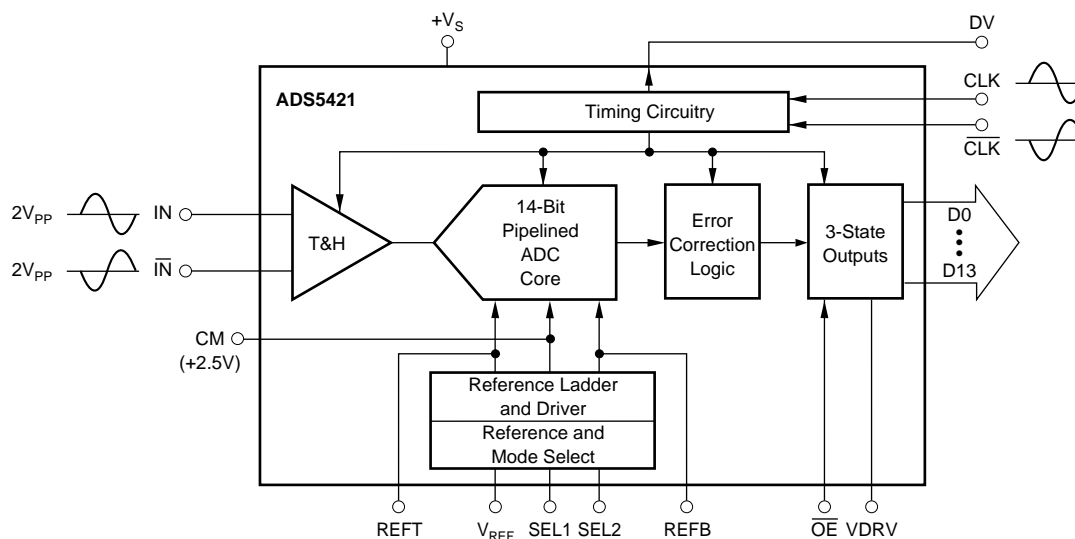 +VS
DV
ADS5421
CLK
Timing Circuitry
CLK
2VPP
IN
14-Bit
Pipelined
ADC
Core
T&H
Error
Correction
Logic
3-State
Outputs
D0
D13
2VPP
IN
CM
(+2.5V)
Reference Ladder
and Driver
Reference and
Mode Select
REFT
VREF
SEL1
SEL2
REFB
OE
VDRV